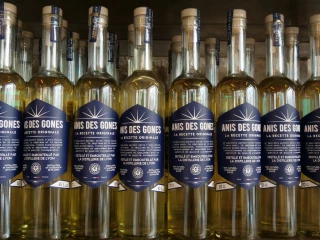 ANIS DES GONES
LA RECETTE ORIGINALE
DISTILLÉ ET EMBOUTEILLÉ PAR
LA DISTILLERIE DE LYON